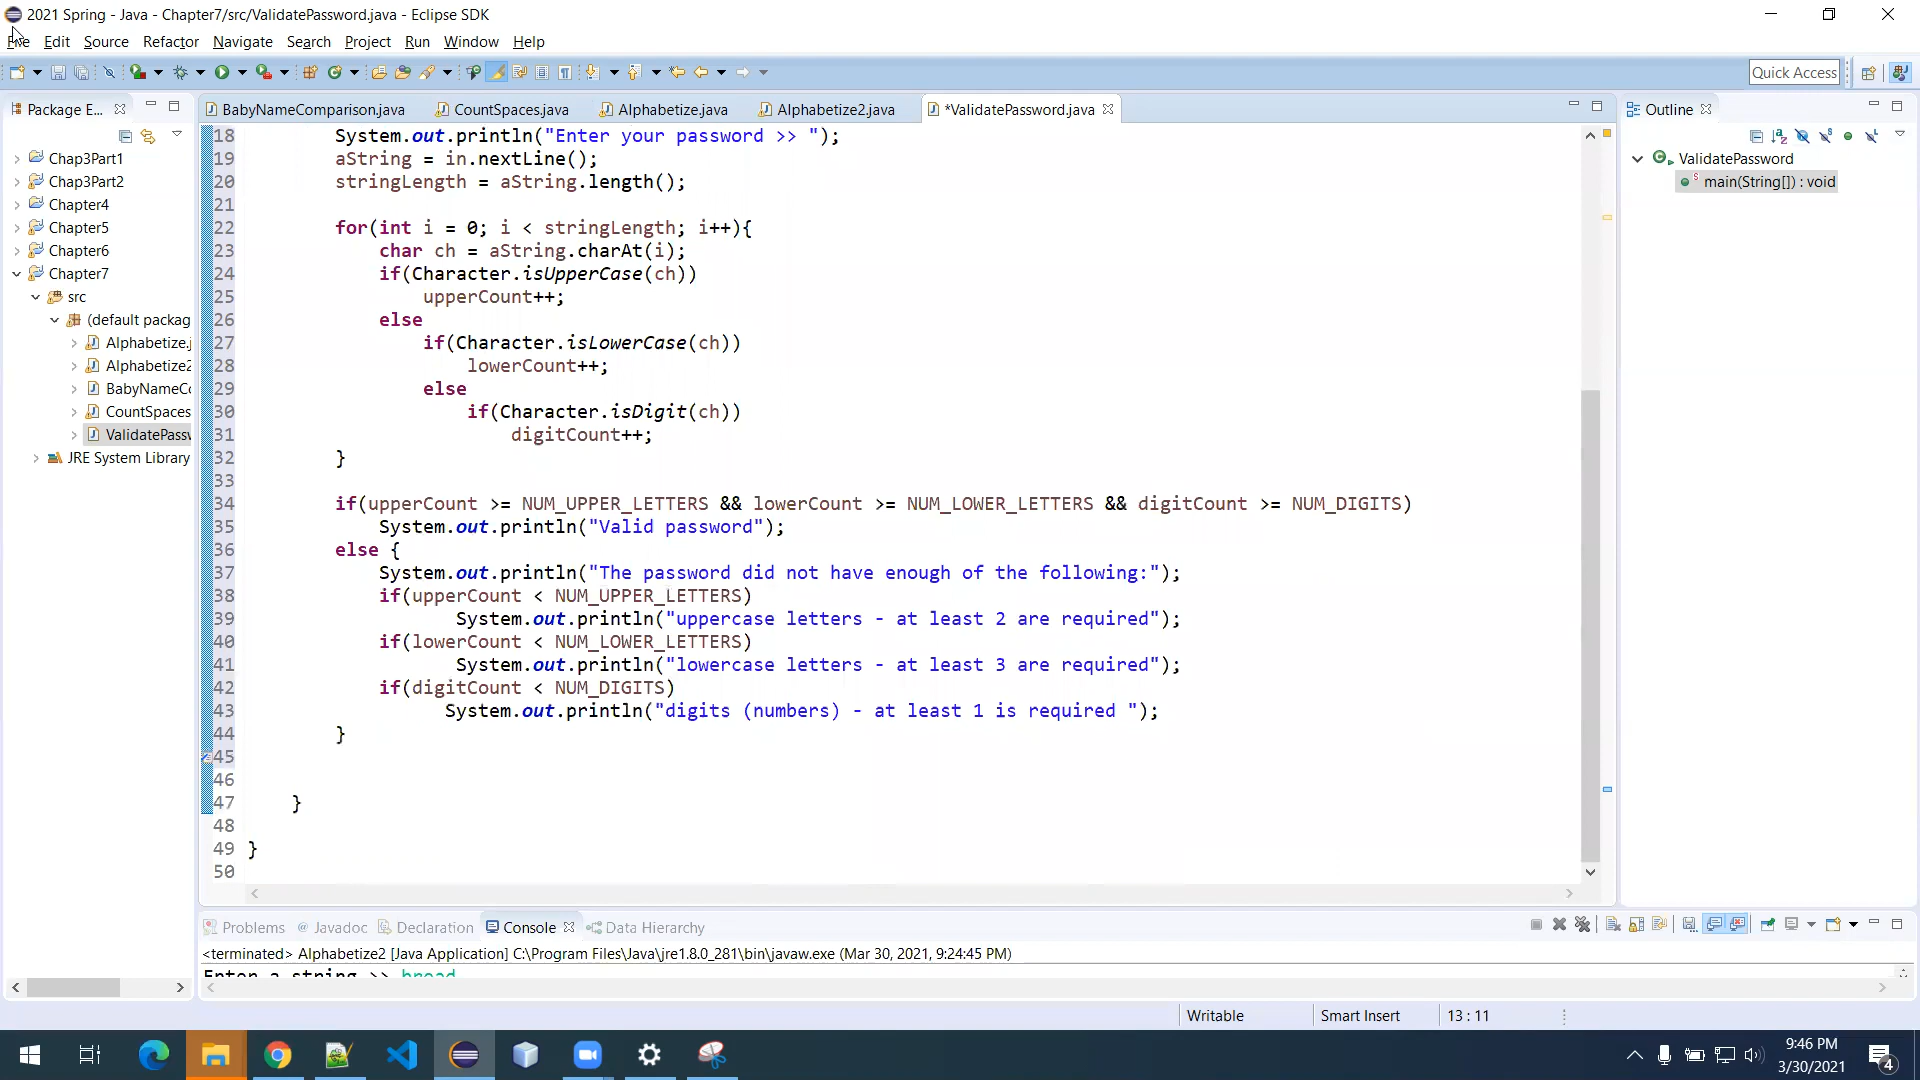 2021 Spring - Java - Chapter7/src/ValidatePassword.java - Eclipse SDK
File Edit Source Refactor Navigate Search Project Run Window Help
Quick Access
Package E...
BabyNameComparison.java CountSpaces.java Alphabetize.java Alphabetize2.java *ValidatePassword.java
Outline
Chap3Part1
Chap3Part2
Chapter4
Chapter5
Chapter6
Chapter7
src
(default packag
Alphabetize.j
Alphabetize2
BabyNameCo
CountSpaces
ValidatePassw
JRE System Library
18 System.out.println("Enter your password >> ");
19 aString = in.nextLine();
20 stringLength = aString.length();
21
22 for(int i = 0; i < stringLength; i++){
23 char ch = aString.charAt(i);
24 if(Character.isUpperCase(ch))
25 upperCount++;
26 else
27 if(Character.isLowerCase(ch))
28 lowerCount++;
29 else
30 if(Character.isDigit(ch))
31 digitCount++;
32 }
33
34 if(upperCount >= NUM_UPPER_LETTERS && lowerCount >= NUM_LOWER_LETTERS && digitCount >= NUM_DIGITS)
35 System.out.println("Valid password");
36 else {
37 System.out.println("The password did not have enough of the following:");
38 if(upperCount < NUM_UPPER_LETTERS)
39 System.out.println("uppercase letters - at least 2 are required");
40 if(lowerCount < NUM_LOWER_LETTERS)
41 System.out.println("lowercase letters - at least 3 are required");
42 if(digitCount < NUM_DIGITS)
43 System.out.println("digits (numbers) - at least 1 is required ");
44 }
45
46
47 }
48
49 }
50
ValidatePassword
main(String[]) : void
Problems Javadoc Declaration Console Data Hierarchy
<terminated> Alphabetize2 [Java Application] C:\Program Files\Java\jre1.8.0_281\bin\javaw.exe (Mar 30, 2021, 9:24:45 PM)
Enter a string >> bread
Writable Smart Insert 13 : 11
9:46 PM
3/30/2021
4